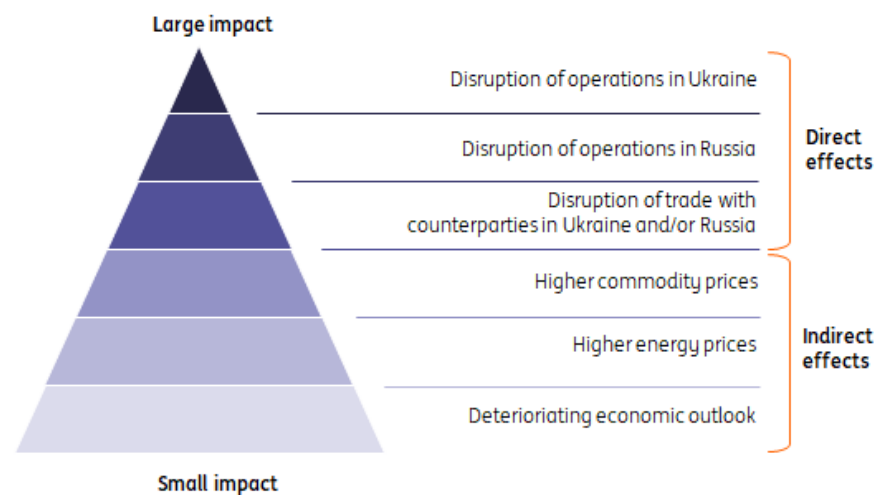 Large impact
Disruption of operations in Ukraine
Disruption of operations in Russia
Direct
effects
Disruption of trade with
counterparties in Ukraine and/or Russia
Higher commodity prices
Higher energy prices
Indirect
effects
Deterioriating economic outlook
Small impact